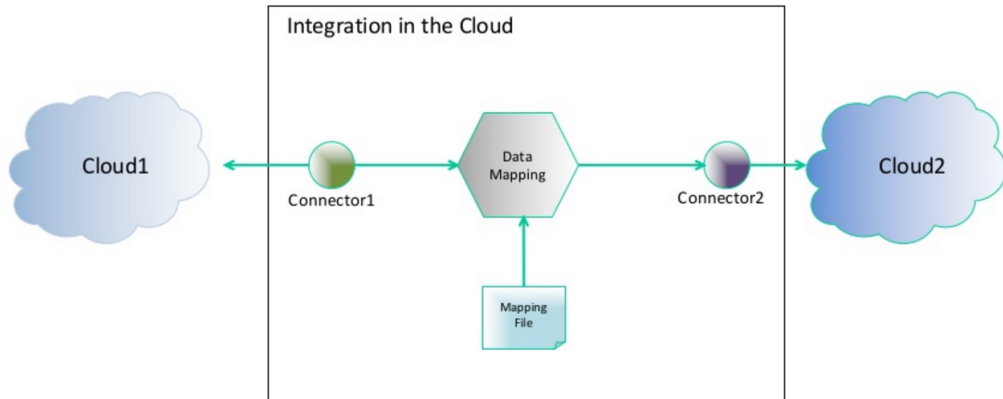 Integration in the Cloud
Cloud1
Connector1
Data
Mapping
Connector2
Cloud2
Mapping
File